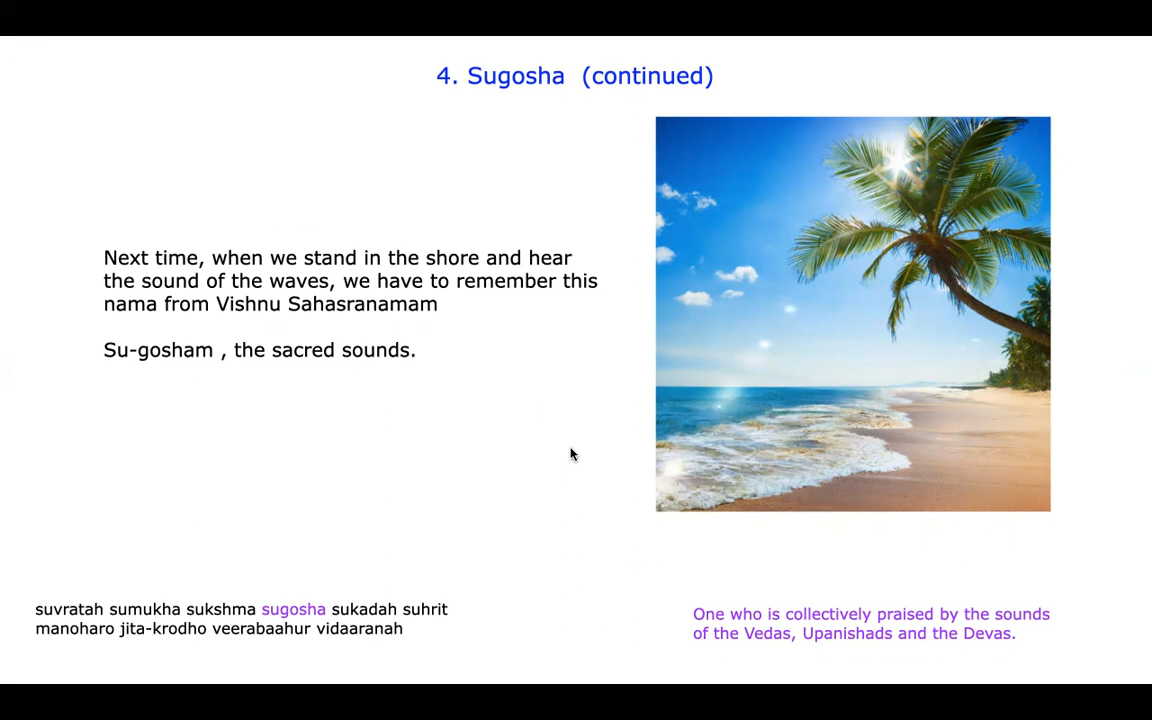 4. Sugosha (continued)
Next time, when we stand in the shore and hear
the sound of the waves, we have to remember this
nama from Vishnu Sahasranamam
Su-gosham , the sacred sounds.
suvratah sumukha sukshma sugosha sukadah suhrit
manoharo jita-krodho veerabaahur vidaaranah
One who is collectively praised by the sounds
of the Vedas, Upanishads and the Devas.